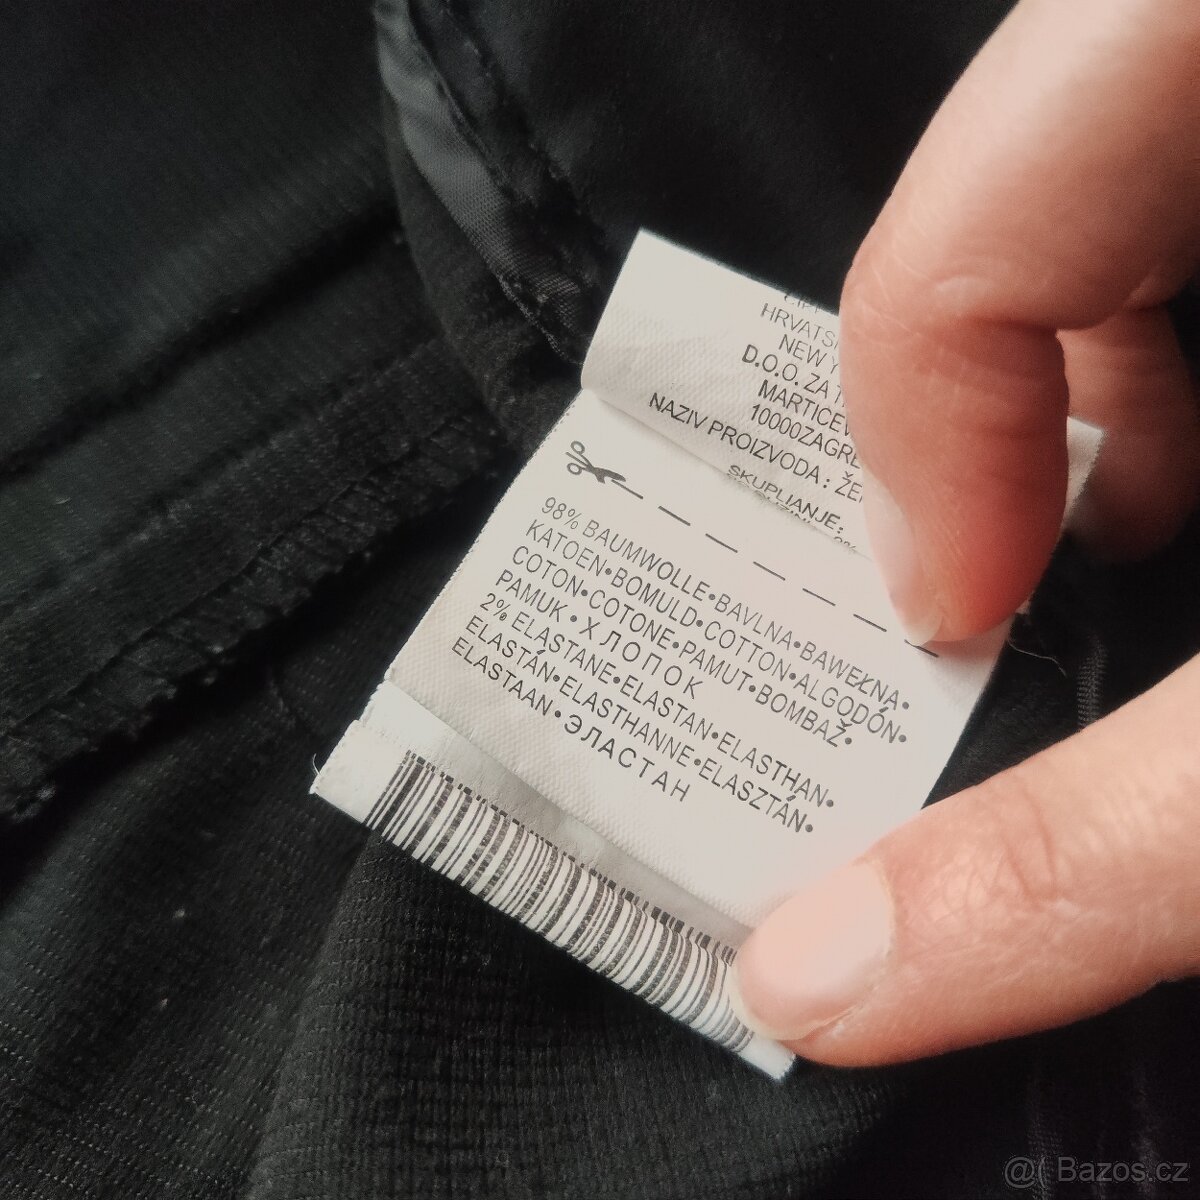 D.O.O. ZA
NEW
MARTICEV
10000ZAGRE
NAZIV PROIZVODA : ŽE
SKUPLJANJE:
98% BAUMWOLLE•BAVLNA•BAWEŁNA•
KATOEN•BOMULD•COTTON•ALGODÓN•
COTON•COTONE•PAMUT•BOMBAŽ•
PAMUK•ХЛОПОК
2% ELASTANE•ELASTAN•ELASTHAN•
ELASTÁN•ELASTHANNE•ELASZTÁN•
ELASTAAN•ЭЛАСТАН
Bazos.cz